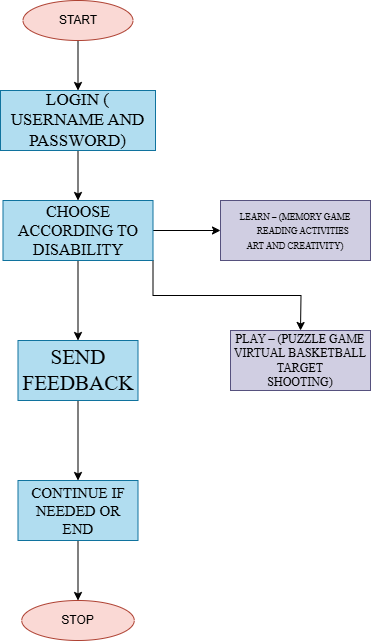 START
LOGIN (
USERNAME AND
PASSWORD)
CHOOSE
ACCORDING TO
DISABILITY
LEARN – (MEMORY GAME
READING ACTIVITIES
ART AND CREATIVITY)
PLAY – (PUZZLE GAME
VIRTUAL BASKETBALL
TARGET
SHOOTING)
SEND
FEEDBACK
CONTINUE IF
NEEDED OR
END
STOP